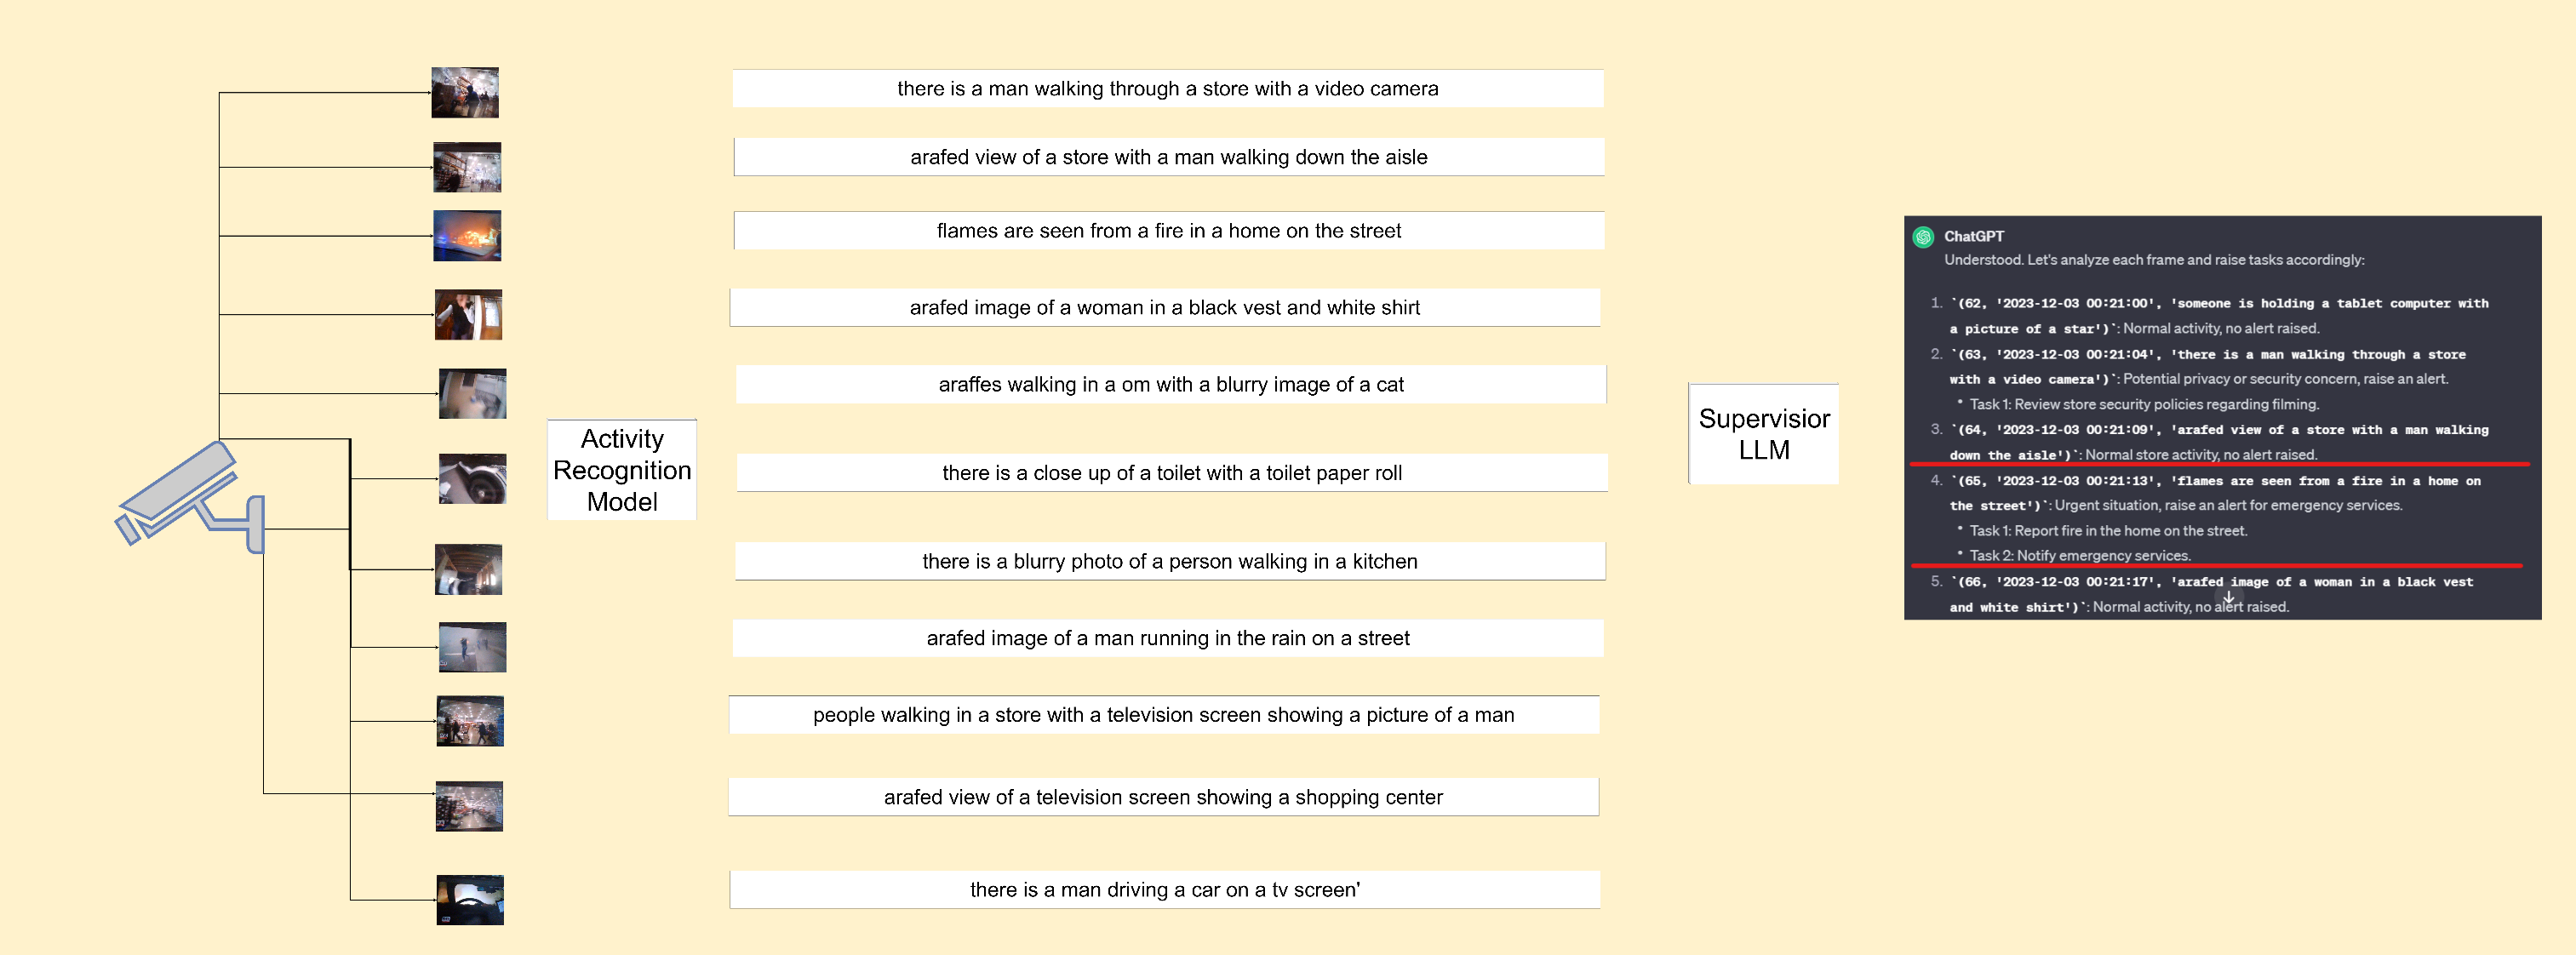 there is a man walking through a store with a video camera
arafed view of a store with a man walking down the aisle
flames are seen from a fire in a home on the street
arafed image of a woman in a black vest and white shirt
araffes walking in a om with a blurry image of a cat
Activity
Recognition
Model
there is a close up of a toilet with a toilet paper roll
there is a blurry photo of a person walking in a kitchen
arafed image of a man running in the rain on a street
people walking in a store with a television screen showing a picture of a man
arafed view of a television screen showing a shopping center
there is a man driving a car on a tv screen'
Supervisior
LLM
ChatGPT
Understood. Let's analyze each frame and raise tasks accordingly:
1. `(62, '2023-12-03 00:21:00', 'someone is holding a tablet computer with
a picture of a star')`: Normal activity, no alert raised.
2. `(63, '2023-12-03 00:21:04', 'there is a man walking through a store
with a video camera')`: Potential privacy or security concern, raise an alert.
• Task 1: Review store security policies regarding filming.
3. `(64, '2023-12-03 00:21:09', 'arafed view of a store with a man walking
down the aisle')`: Normal store activity, no alert raised.
4. `(65, '2023-12-03 00:21:13', 'flames are seen from a fire in a home on
the street')`: Urgent situation, raise an alert for emergency services.
• Task 1: Report fire in the home on the street.
• Task 2: Notify emergency services.
5. `(66, '2023-12-03 00:21:17', 'arafed image of a woman in a black vest
and white shirt')`: Normal activity, no alert raised.